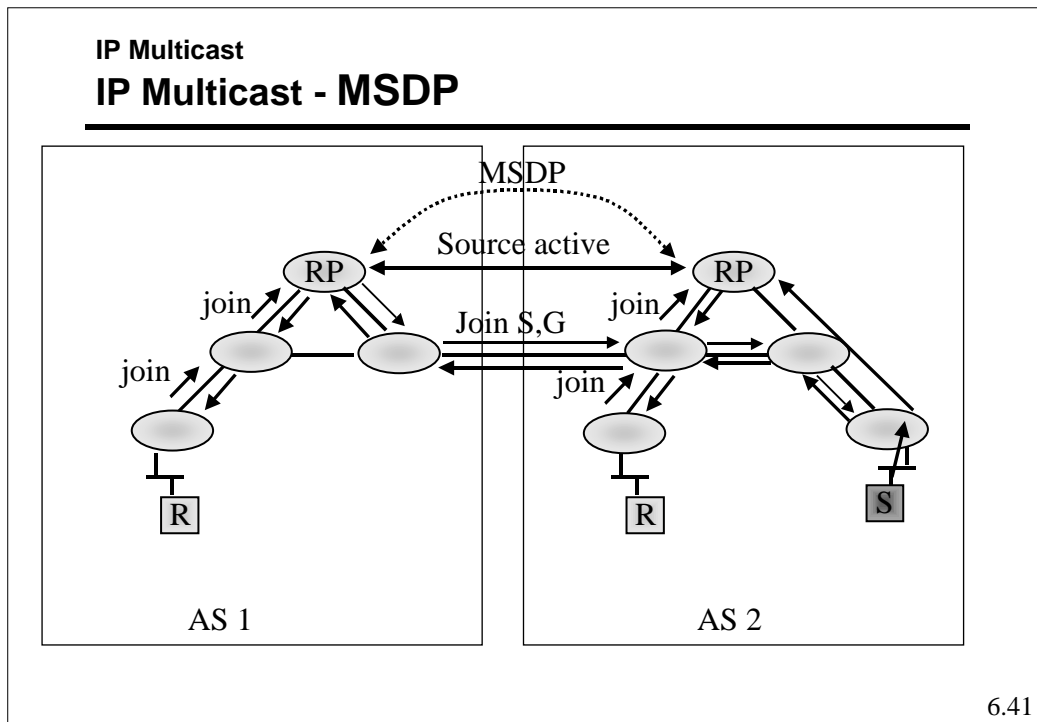 IP Multicast
IP Multicast - MSDP
MSDP
Source active
RP
RP
join
join
Join S,G
join
join
R
R
S
AS 1
AS 2
6.41